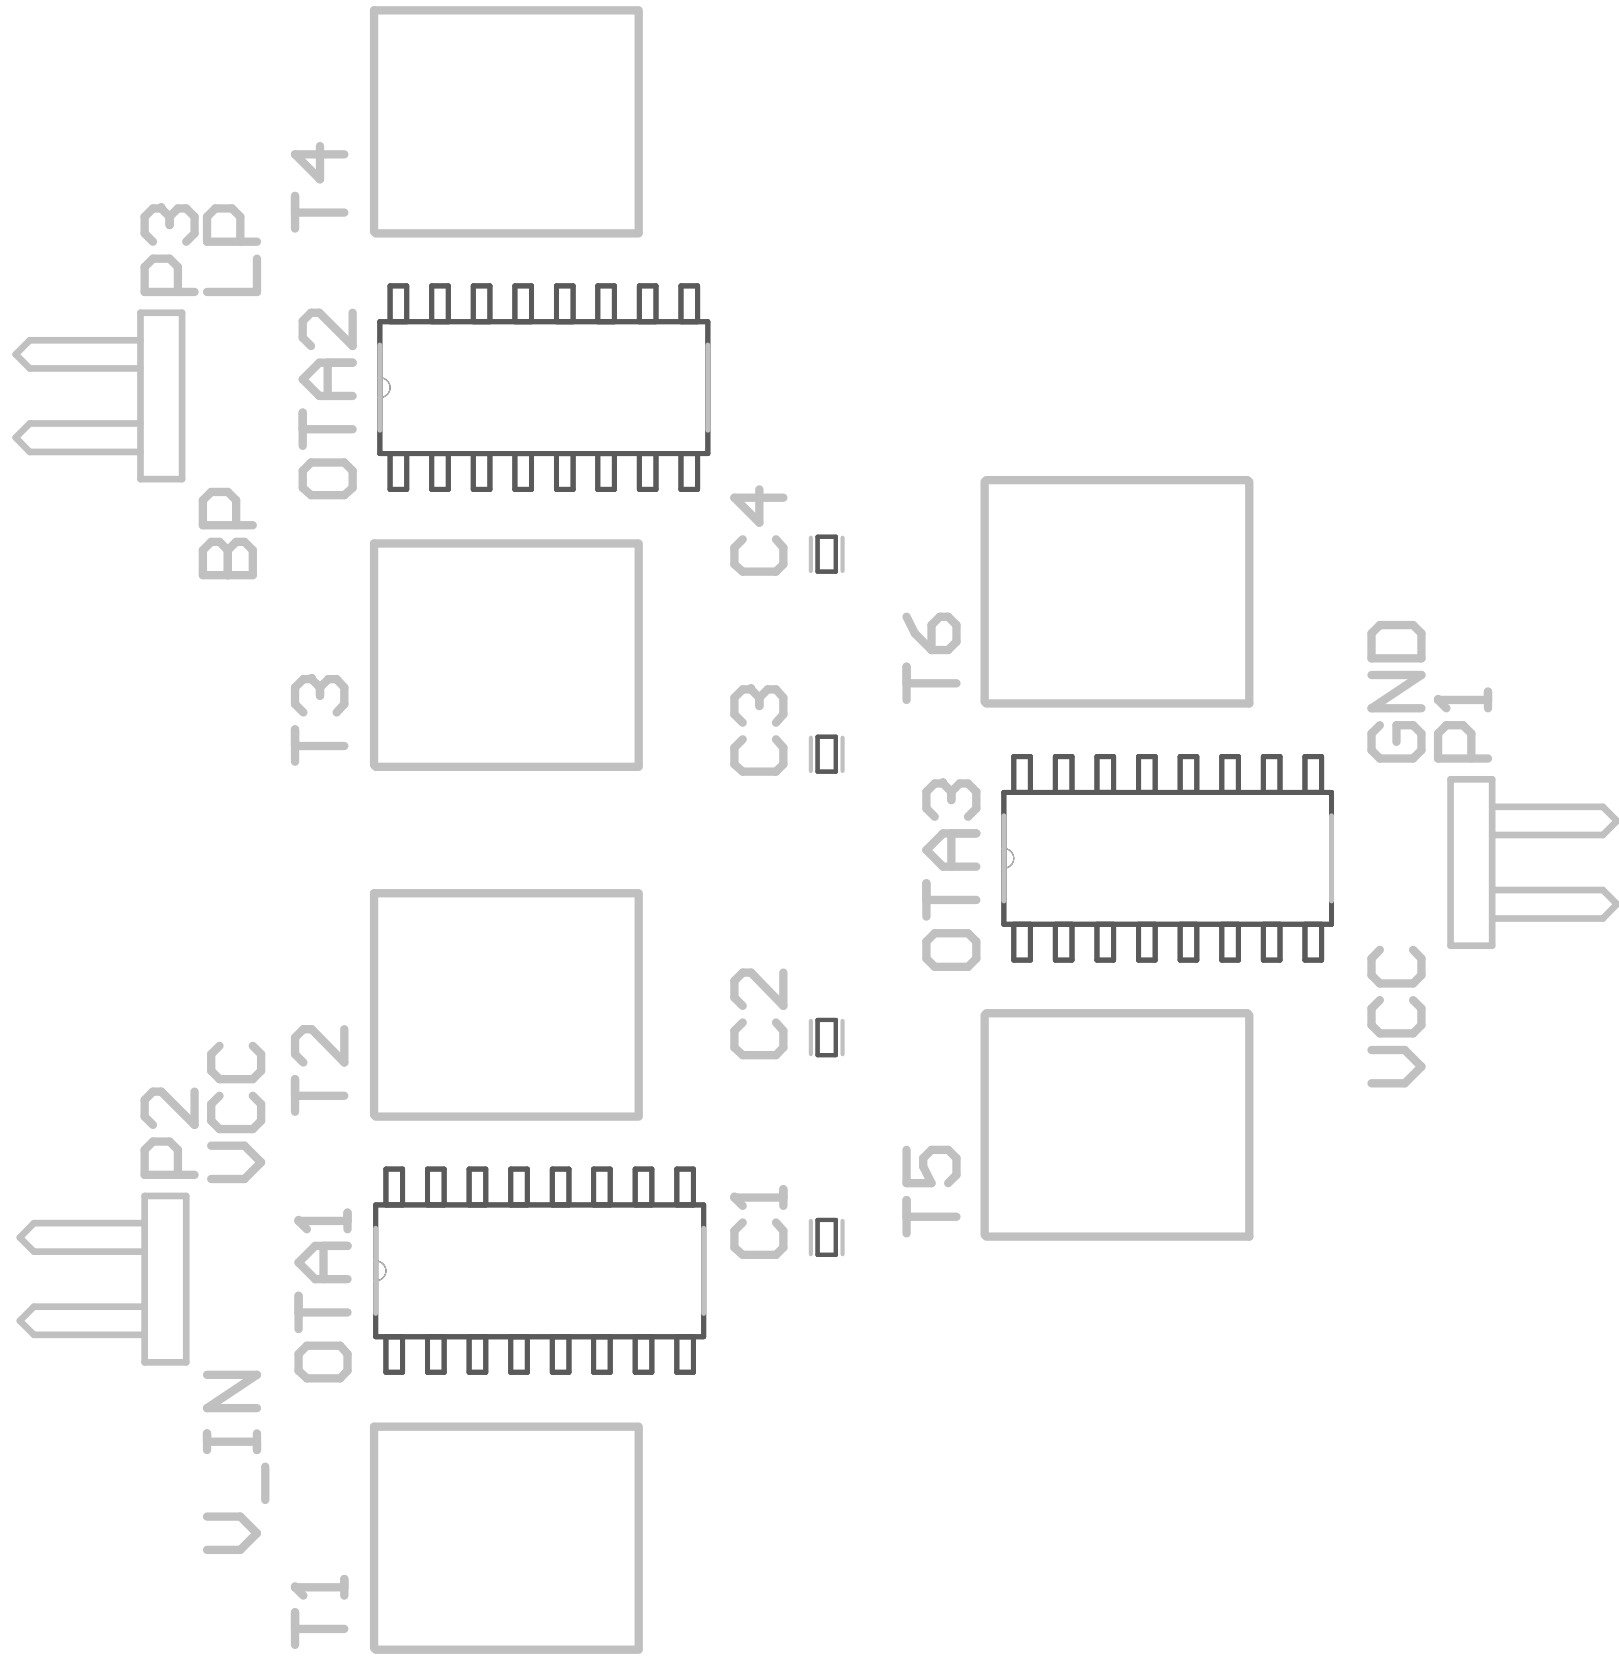 T4
P3
LP
OTA2
BP
C4
T6
T3
C3
GND
P1
OTA3
VCC
C2
T2
P2
VCC
T5
C1
OTA1
V_IN
T1